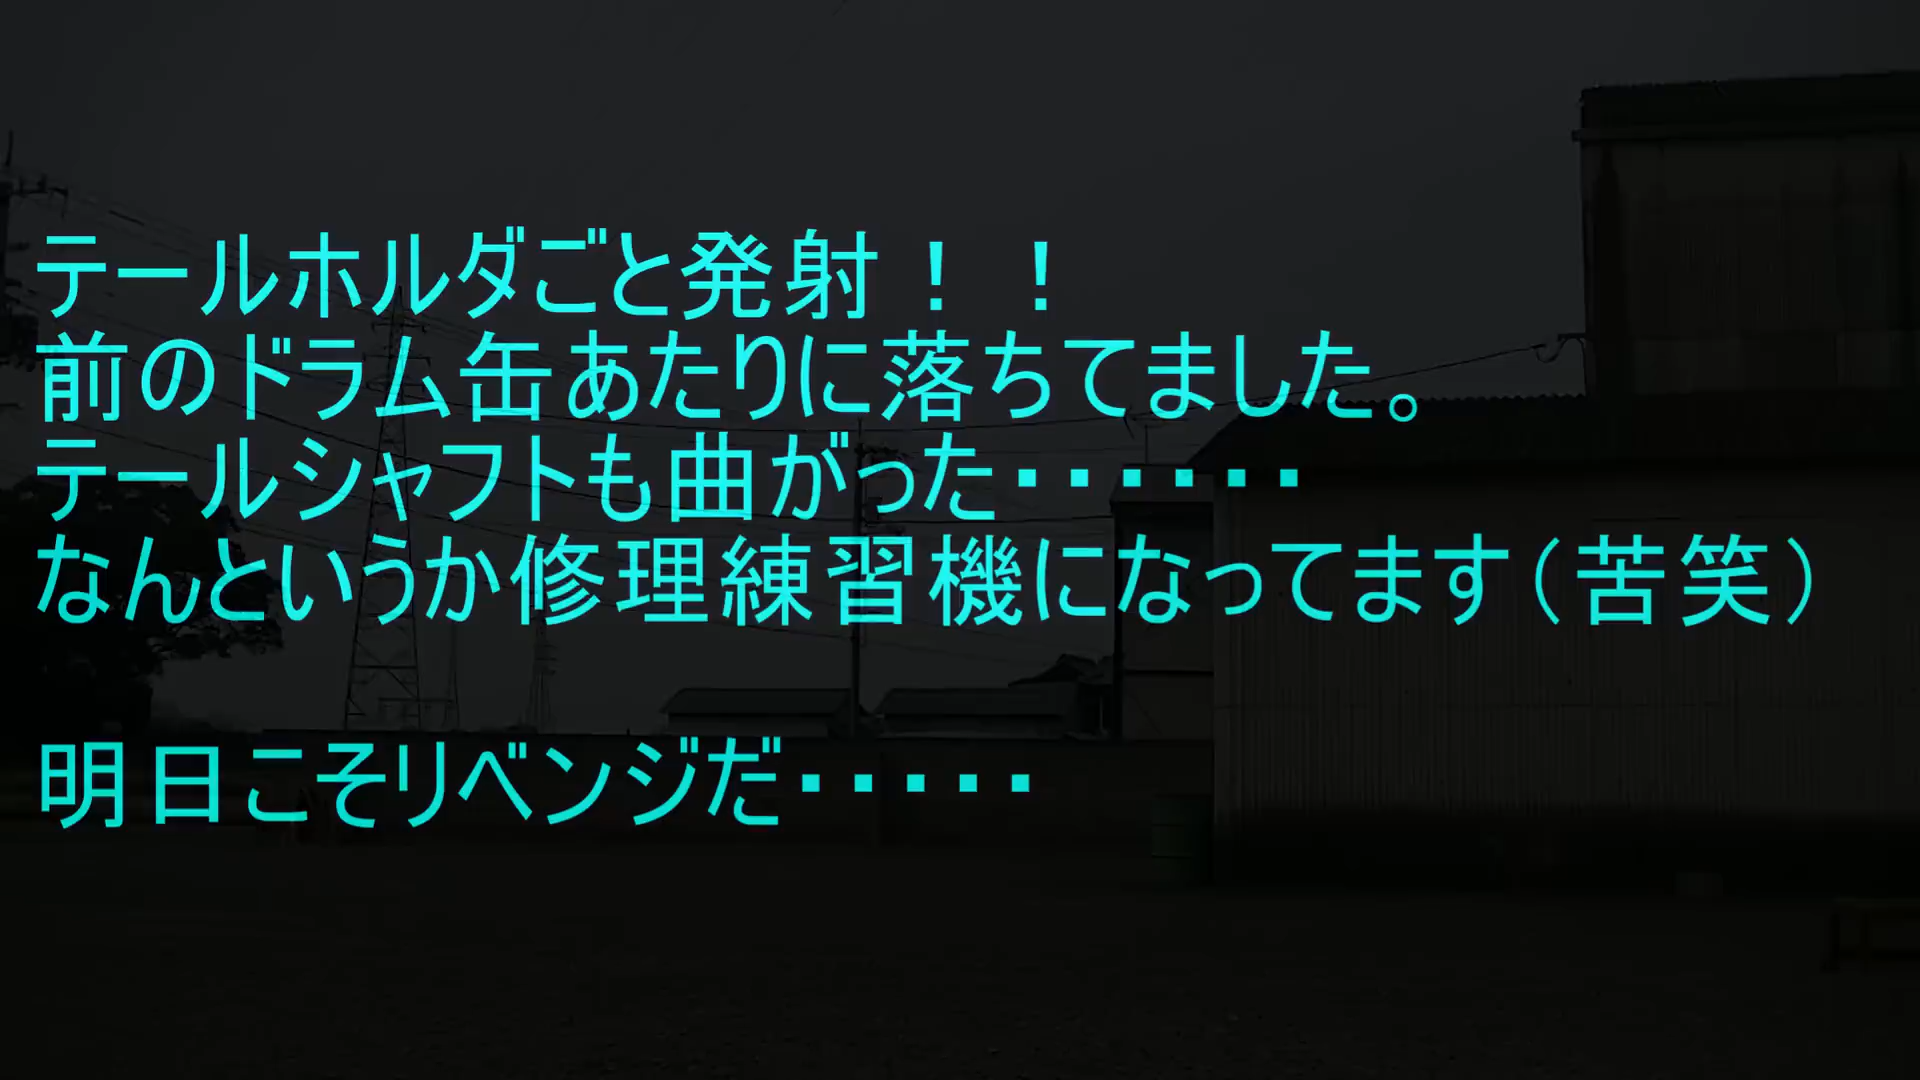 テールホルダごと発射！！
前のドラム缶あたりに落ちてました。
テールシャフトも曲がった・・・・・・
なんというか修理練習機になってます（苦笑）
明日こそリベンジだ・・・・・